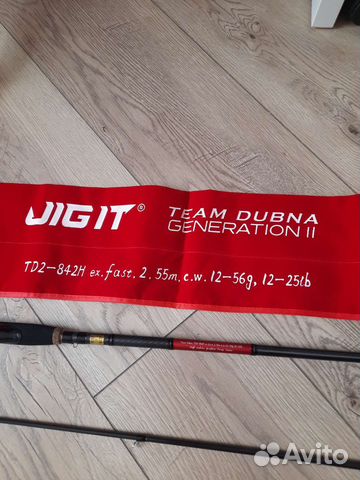 JIG IT®
TEAM DUBNA
GENERATION II
TD2-842H ex.fast. 2.55m, c.w. 12-56g, 12-25lb
Avito